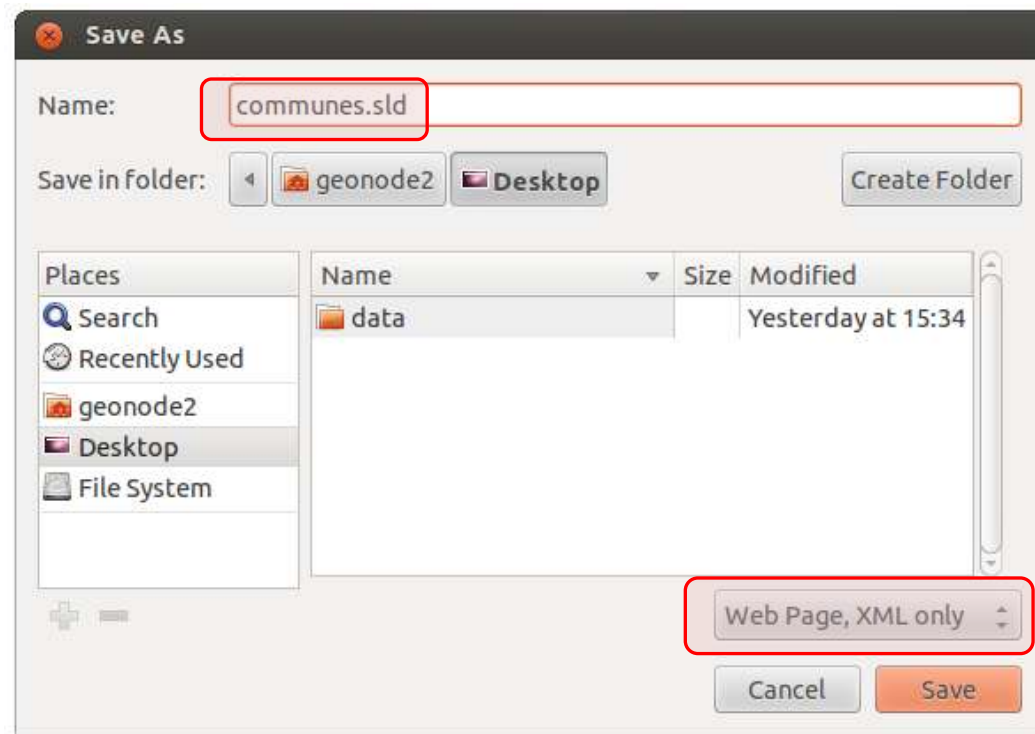 Save As
Name: communes.sld
Save in folder: geonode2 Desktop Create Folder
Places Name Size Modified
Search data Yesterday at 15:34
Recently Used
geonode2
Desktop
File System
Web Page, XML only
Cancel Save